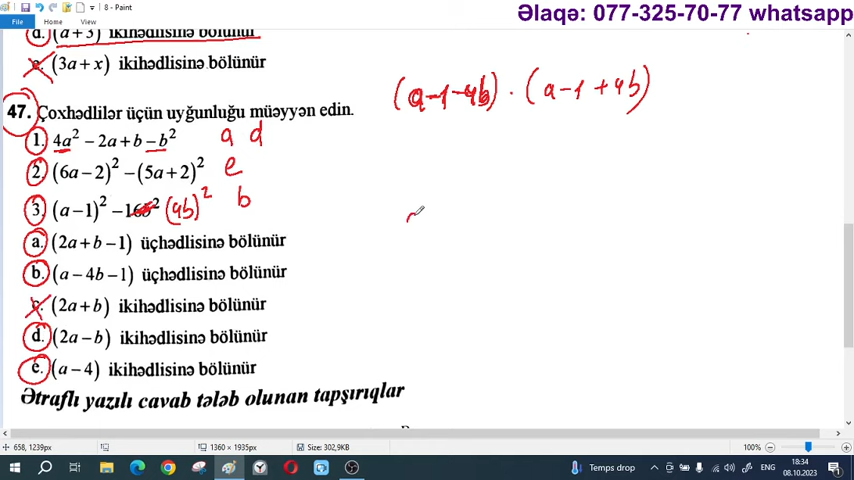 8 - Paint
Əlaqə: 077-325-70-77 whatsapp
File Home View
d. (a + 3) ikihədlisinə bölünür
e. (3a + x) ikihədlisinə bölünür
(a-1-4b) · (a-1+4b)
47. Çoxhədlilər üçün uyğunluğu müəyyən edin.
1. 4a² − 2a + b − b² a d
2. (6a − 2)² − (5a + 2)² e
3. (a − 1)² − 16b² (4b)² b
a. (2a + b − 1) üçhədlisinə bölünür
b. (a − 4b − 1) üçhədlisinə bölünür
c. (2a + b) ikihədlisinə bölünür
d. (2a − b) ikihədlisinə bölünür
e. (a − 4) ikihədlisinə bölünür
Ətraflı yazılı cavab tələb olunan tapşırıqlar
658, 1239px 1360 × 1935px Size: 302,9KB 100%
Temps drop ENG 18:34
08.10.2023